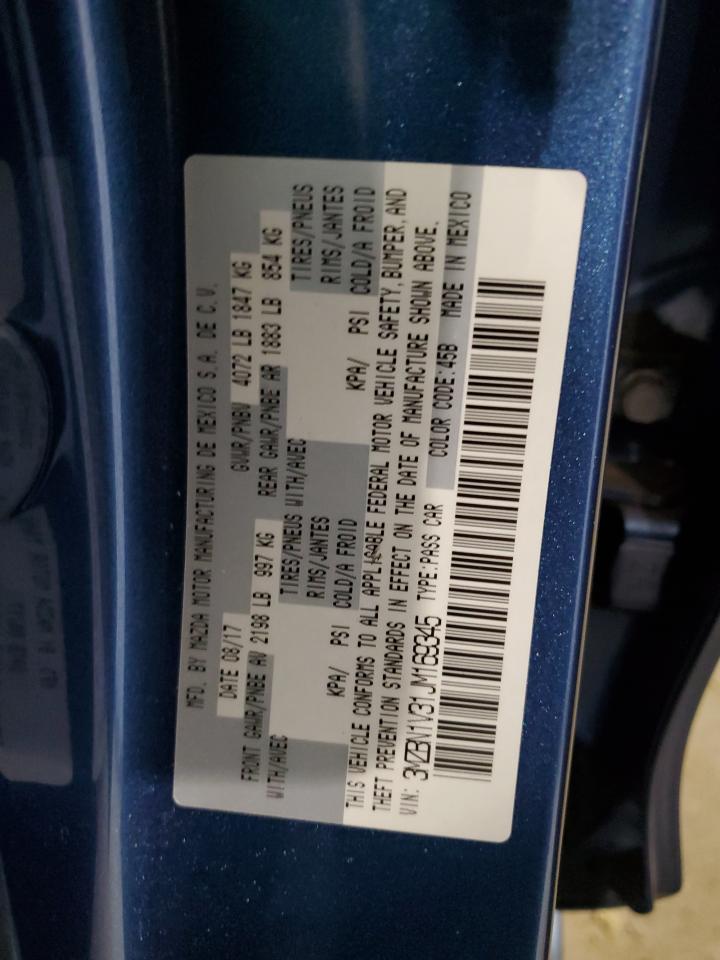 MFD. BY MAZDA MOTOR MANUFACTURING DE MEXICO S.A. DE C.V.
DATE 08/17 GVWR/PNBV 4072 LB 1847 KG
FRONT GAWR/PNBE AV 2198 LB 997 KG REAR GAWR/PNBE AR 1883 LB 854 KG
WITH/AVEC TIRES/PNEUS WITH/AVEC TIRES/PNEUS
RIMS/JANTES RIMS/JANTES
KPA/ PSI COLD/A FROID KPA/ PSI COLD/A FROID
THIS VEHICLE CONFORMS TO ALL APPLICABLE FEDERAL MOTOR VEHICLE SAFETY, BUMPER, AND
THEFT PREVENTION STANDARDS IN EFFECT ON THE DATE OF MANUFACTURE SHOWN ABOVE.
VIN: 3MZBN1V31JM169345 TYPE:PASS CAR COLOR CODE:45B MADE IN MEXICO